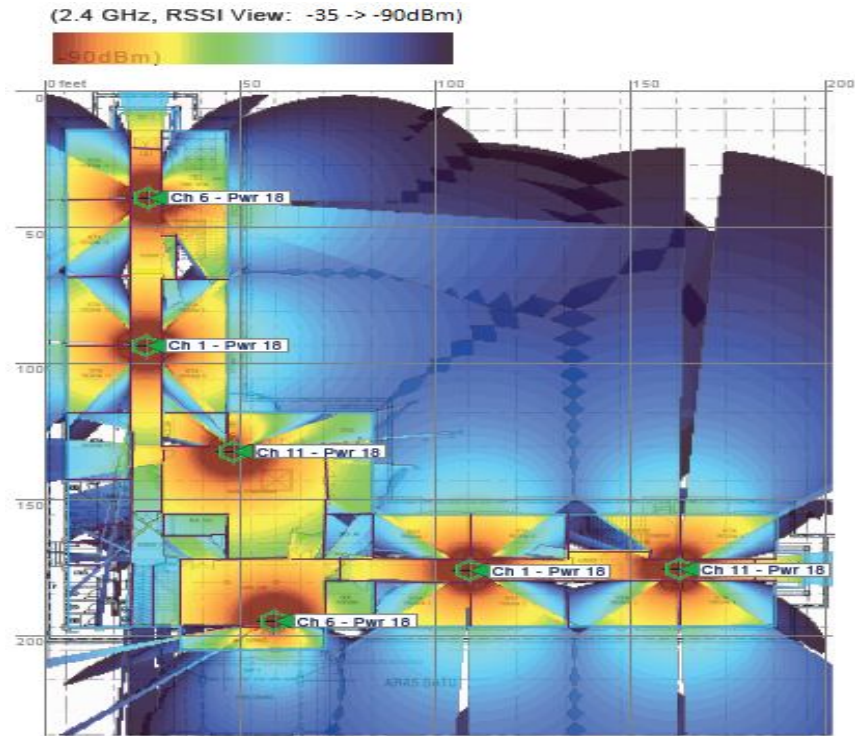 (2.4 GHz, RSSI View: -35 -> -90dBm)
-90dBm)
0 feet 50 100 150 200
0
Ch 6 - Pwr 18
50
Ch 1 - Pwr 18
100
Ch 11 - Pwr 18
150
Ch 1 - Pwr 18 Ch 11 - Pwr 18
Ch 6 - Pwr 18
200